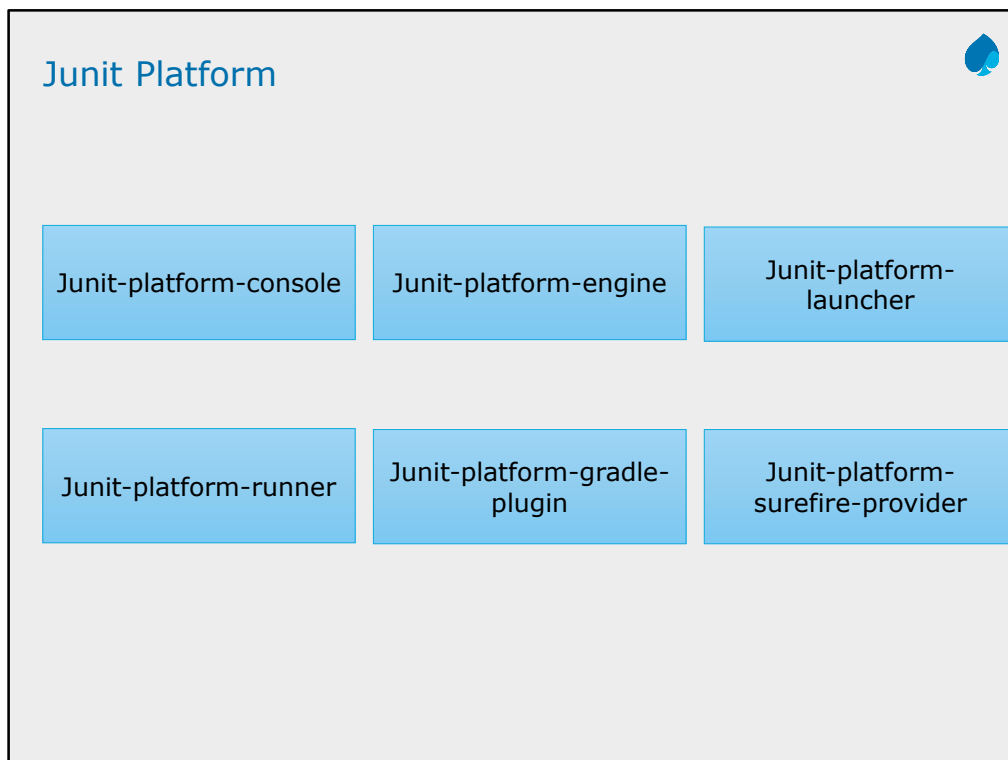 Junit Platform
Junit-platform-console
Junit-platform-engine
Junit-platform-
launcher
Junit-platform-runner
Junit-platform-gradle-
plugin
Junit-platform-
surefire-provider